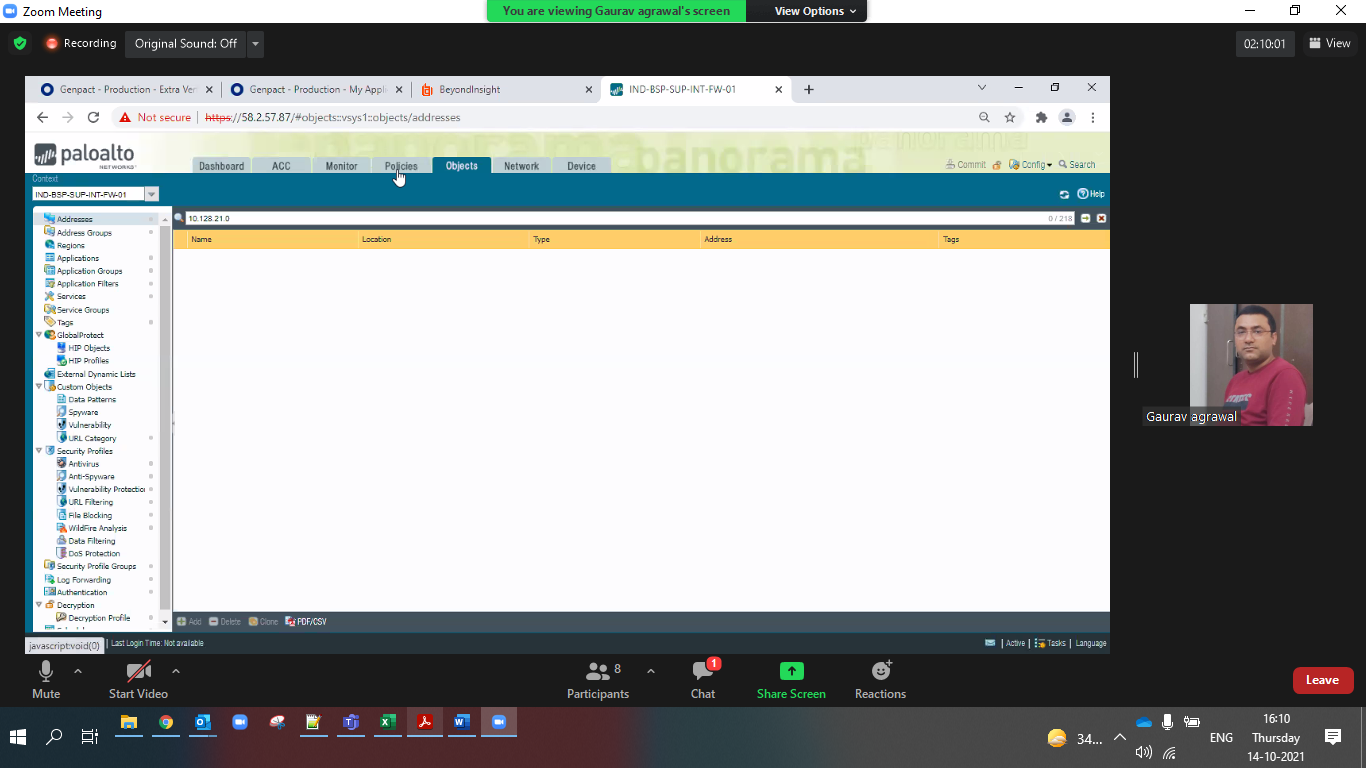 Zoom Meeting
You are viewing Gaurav agrawal's screen
View Options
Recording
Original Sound: Off
02:10:01
View
Genpact - Production - Extra Ver
Genpact - Production - My Appl
BeyondInsight
IND-BSP-SUP-INT-FW-01
Not secure
https://58.2.57.87/#objects::vsys1::objects/addresses
paloalto
NETWORKS
panorama
Dashboard
ACC
Monitor
Policies
Objects
Network
Device
Commit
Config
Search
Context
IND-BSP-SUP-INT-FW-01
Help
10.128.21.0
0 / 218
Name
Location
Type
Address
Tags
Addresses
Address Groups
Regions
Applications
Application Groups
Application Filters
Services
Service Groups
Tags
GlobalProtect
HIP Objects
HIP Profiles
External Dynamic Lists
Custom Objects
Data Patterns
Spyware
Vulnerability
URL Category
Security Profiles
Antivirus
Anti-Spyware
Vulnerability Protection
URL Filtering
File Blocking
WildFire Analysis
Data Filtering
DoS Protection
Security Profile Groups
Log Forwarding
Authentication
Decryption
Decryption Profile
Add
Delete
Clone
PDF/CSV
javascript:void(0)
Last Login Time: Not available
Active
Tasks
Language
Gaurav agrawal
Mute
Start Video
8
Participants
1
Chat
Share Screen
Reactions
Leave
34...
ENG
16:10
Thursday
14-10-2021